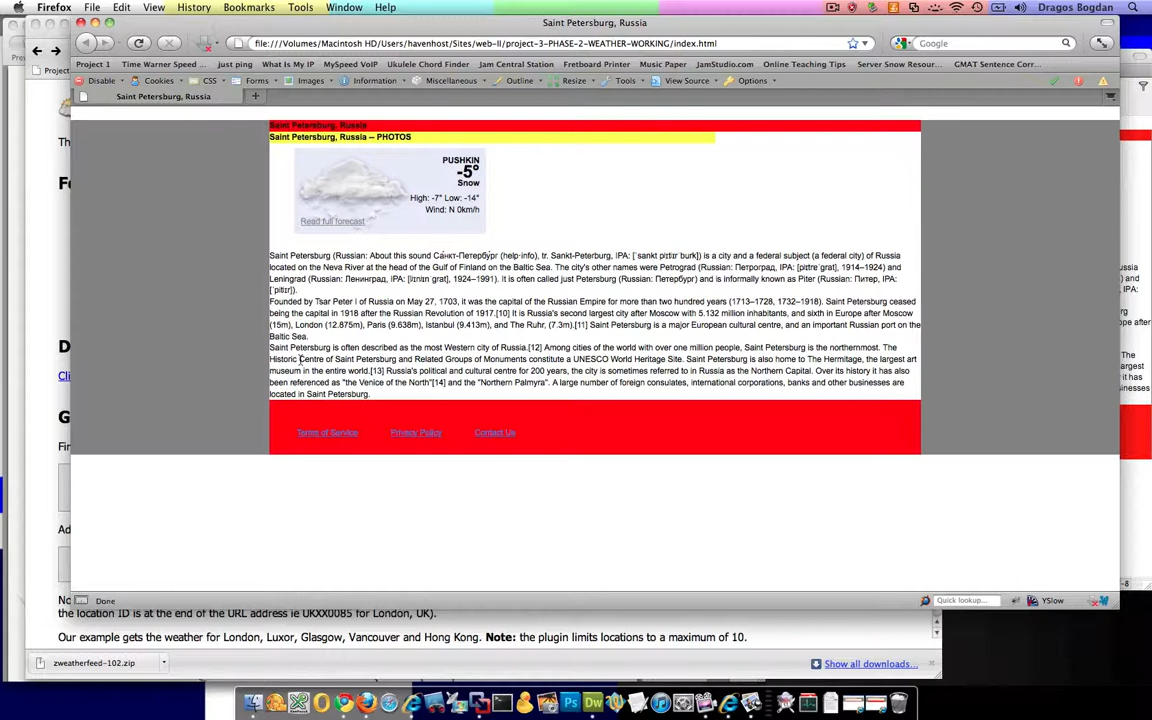 Firefox File Edit View History Bookmarks Tools Window Help Dragos Bogdan
Saint Petersburg, Russia
file:///Volumes/Macintosh HD/Users/havenhost/Sites/web-II/project-3-PHASE-2-WEATHER-WORKING/index.html Google
Project 1 Time Warner Speed ... just ping What Is My IP MySpeed VoIP Ukulele Chord Finder Jam Central Station Fretboard Printer Music Paper JamStudio.com Online Teaching Tips Server Snow Resour... GMAT Sentence Corr...
Disable Cookies CSS Forms Images Information Miscellaneous Outline Resize Tools View Source Options
Saint Petersburg, Russia
Saint Petersburg, Russia
Saint Petersburg, Russia – PHOTOS
PUSHKIN
-5°
Snow
High: -7° Low: -14°
Wind: N 0km/h
Read full forecast
Saint Petersburg (Russian: About this sound Санкт-Петербу́рг (help·info), tr. Sankt-Peterburg, IPA: [ˈsankt pʲɪtʲɪr ˈburk]) is a city and a federal subject (a federal city) of Russia
located on the Neva River at the head of the Gulf of Finland on the Baltic Sea. The city's other names were Petrograd (Russian: Петроград, IPA: [pʲɪtrɐˈgrat], 1914–1924) and
Leningrad (Russian: Ленинград, IPA: [lʲɪnʲɪnˈgrat], 1924–1991). It is often called just Petersburg (Russian: Петербург) and is informally known as Piter (Russian: Питер, IPA:
[ˈpʲitʲɪr]).
Founded by Tsar Peter I of Russia on May 27, 1703, it was the capital of the Russian Empire for more than two hundred years (1713–1728, 1732–1918). Saint Petersburg ceased
being the capital in 1918 after the Russian Revolution of 1917.[10] It is Russia's second largest city after Moscow with 5.132 million inhabitants, and sixth in Europe after Moscow
(15m), London (12.875m), Paris (9.638m), Istanbul (9.413m), and The Ruhr, (7.3m).[11] Saint Petersburg is a major European cultural centre, and an important Russian port on the
Baltic Sea.
Saint Petersburg is often described as the most Western city of Russia.[12] Among cities of the world with over one million people, Saint Petersburg is the northernmost. The
Historic Centre of Saint Petersburg and Related Groups of Monuments constitute a UNESCO World Heritage Site. Saint Petersburg is also home to The Hermitage, the largest art
museum in the entire world.[13] Russia's political and cultural centre for 200 years, the city is sometimes referred to in Russia as the Northern Capital. Over its history it has also
been referenced as "the Venice of the North"[14] and the "Northern Palmyra". A large number of foreign consulates, international corporations, banks and other businesses are
located in Saint Petersburg.
Terms of Service Privacy Policy Contact Us
Done Quick lookup... YSlow
the location ID is at the end of the URL address ie UKXX0085 for London, UK).
Our example gets the weather for London, Luxor, Glasgow, Vancouver and Hong Kong. Note: the plugin limits locations to a maximum of 10.
zweatherfeed-102.zip Show all downloads...